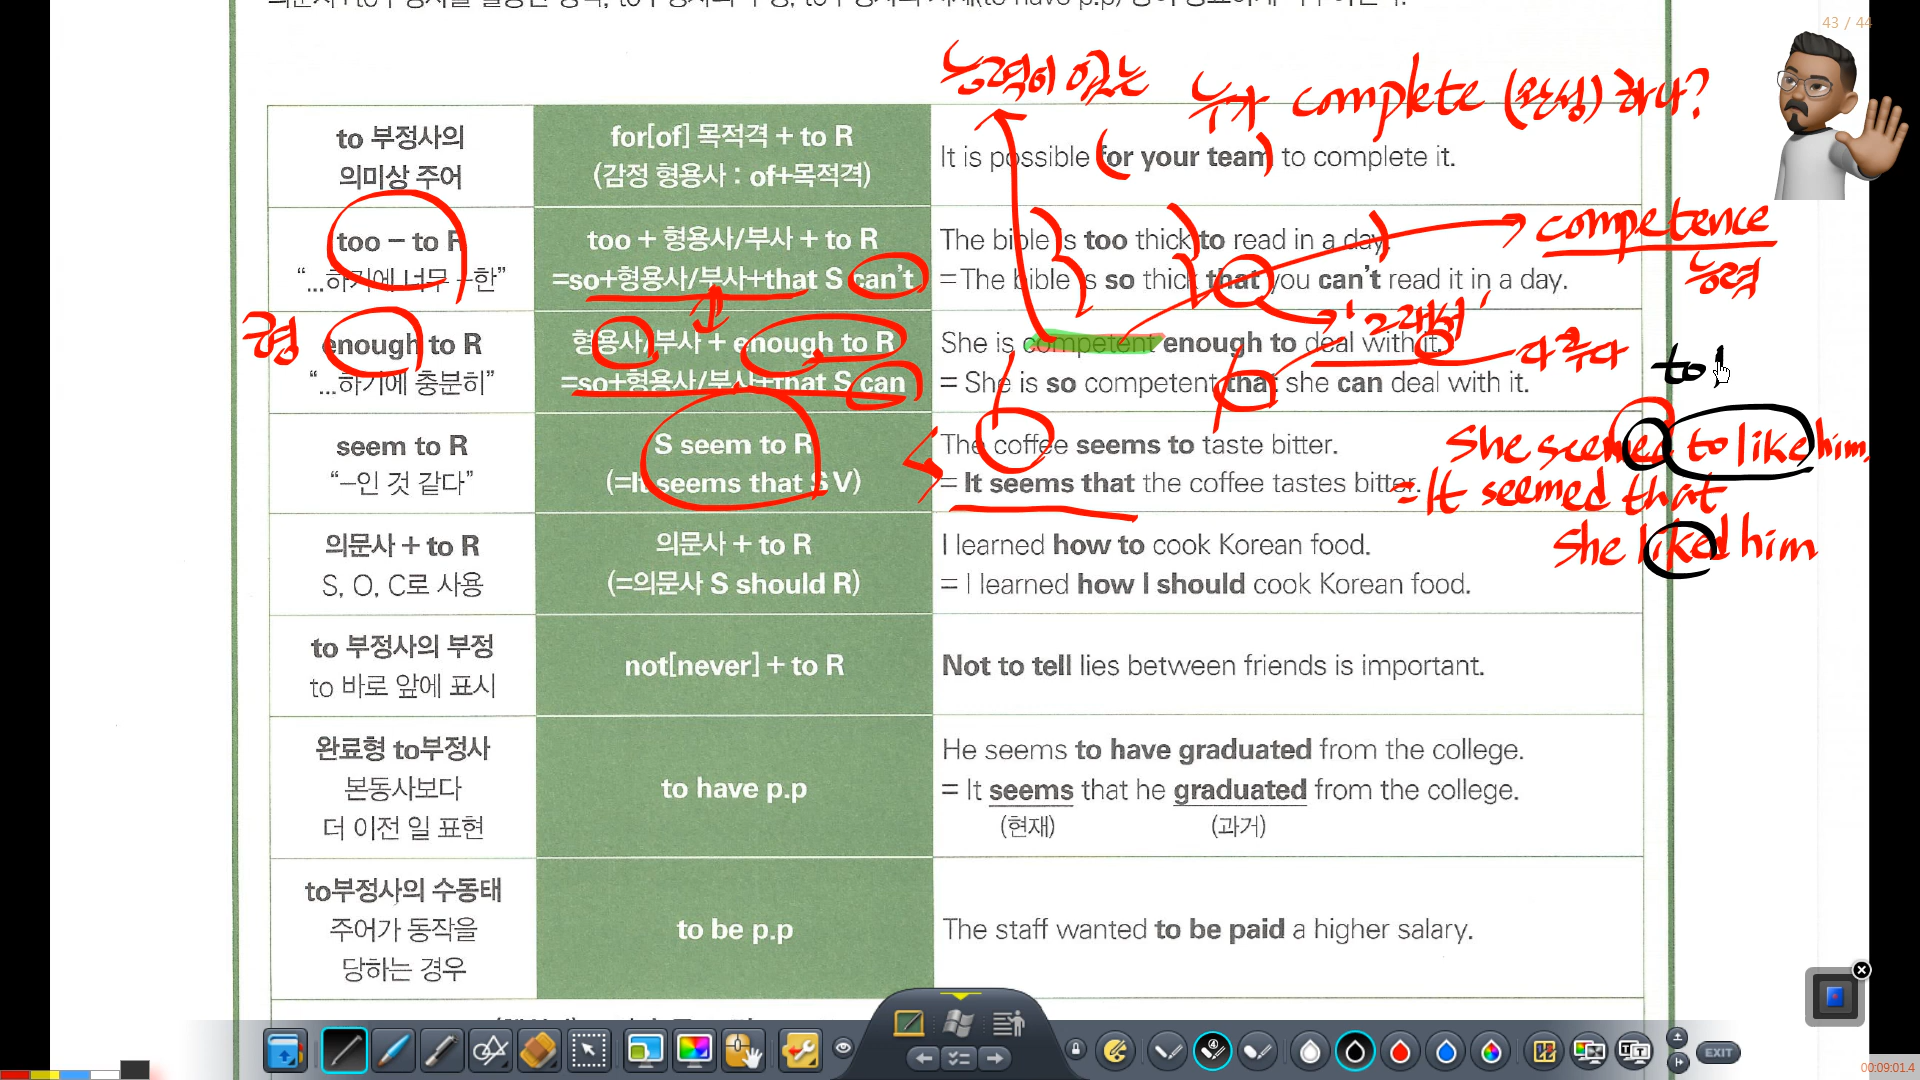 43 / 44
능력이 있는
누가 complete (완성) 하나?
to 부정사의
의미상 주어
for[of] 목적격 + to R
(감정 형용사 : of+목적격)
It is possible for your team to complete it.
too – to R
“...하기에 너무 –한”
too + 형용사/부사 + to R
=so+형용사/부사+that S can't
The bible is too thick to read in a day.
= The bible is so thick that you can't read it in a day.
competence
능력
형
enough to R
“...하기에 충분히”
형용사/부사 + enough to R
=so+형용사/부사+that S can
She is competent enough to deal with it.
= She is so competent that she can deal with it.
'그래서'
다루다
to
seem to R
“–인 것 같다”
S seem to R
(=It seems that S V)
The coffee seems to taste bitter.
= It seems that the coffee tastes bitter.
She seemed to like him.
= It seemed that
She liked him
의문사 + to R
S, O, C로 사용
의문사 + to R
(=의문사 S should R)
I learned how to cook Korean food.
= I learned how I should cook Korean food.
to 부정사의 부정
to 바로 앞에 표시
not[never] + to R
Not to tell lies between friends is important.
완료형 to부정사
본동사보다
더 이전 일 표현
to have p.p
He seems to have graduated from the college.
= It seems that he graduated from the college.
(현재)
(과거)
to부정사의 수동태
주어가 동작을
당하는 경우
to be p.p
The staff wanted to be paid a higher salary.
EXIT
00:09:01.4